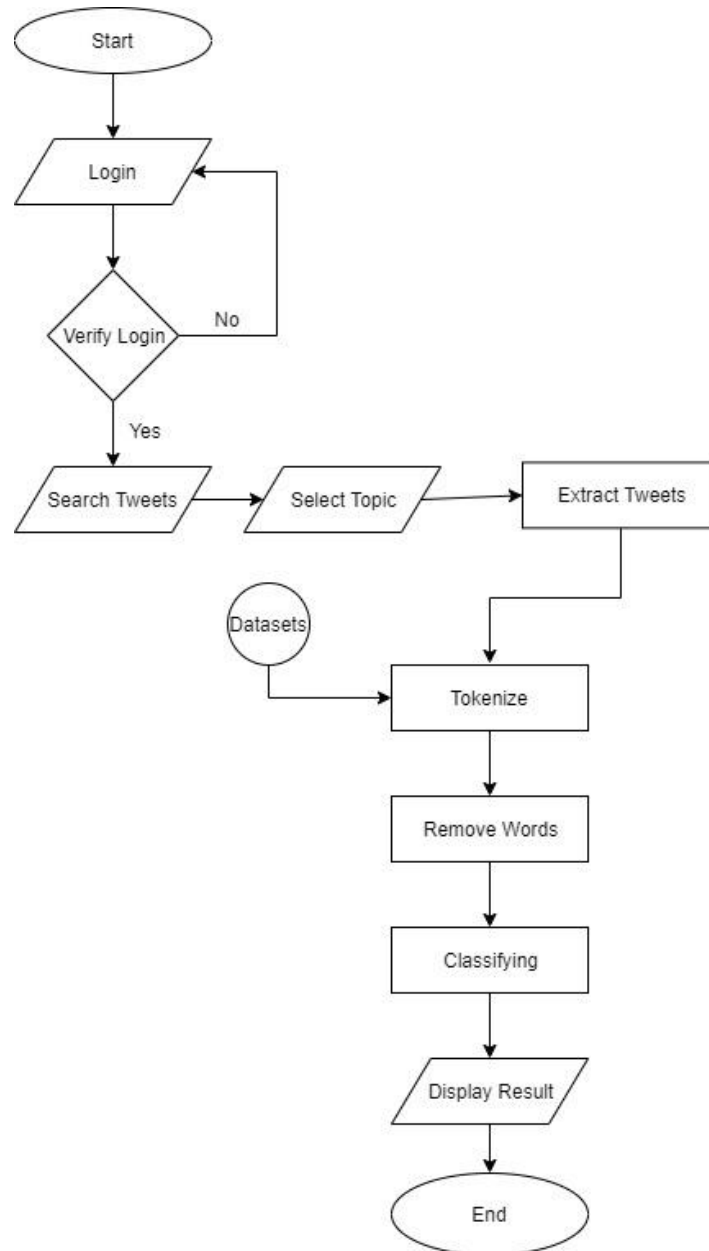 Start
Login
No
Verify Login
Yes
Search Tweets
Select Topic
Extract Tweets
Datasets
Tokenize
Remove Words
Classifying
Display Result
End